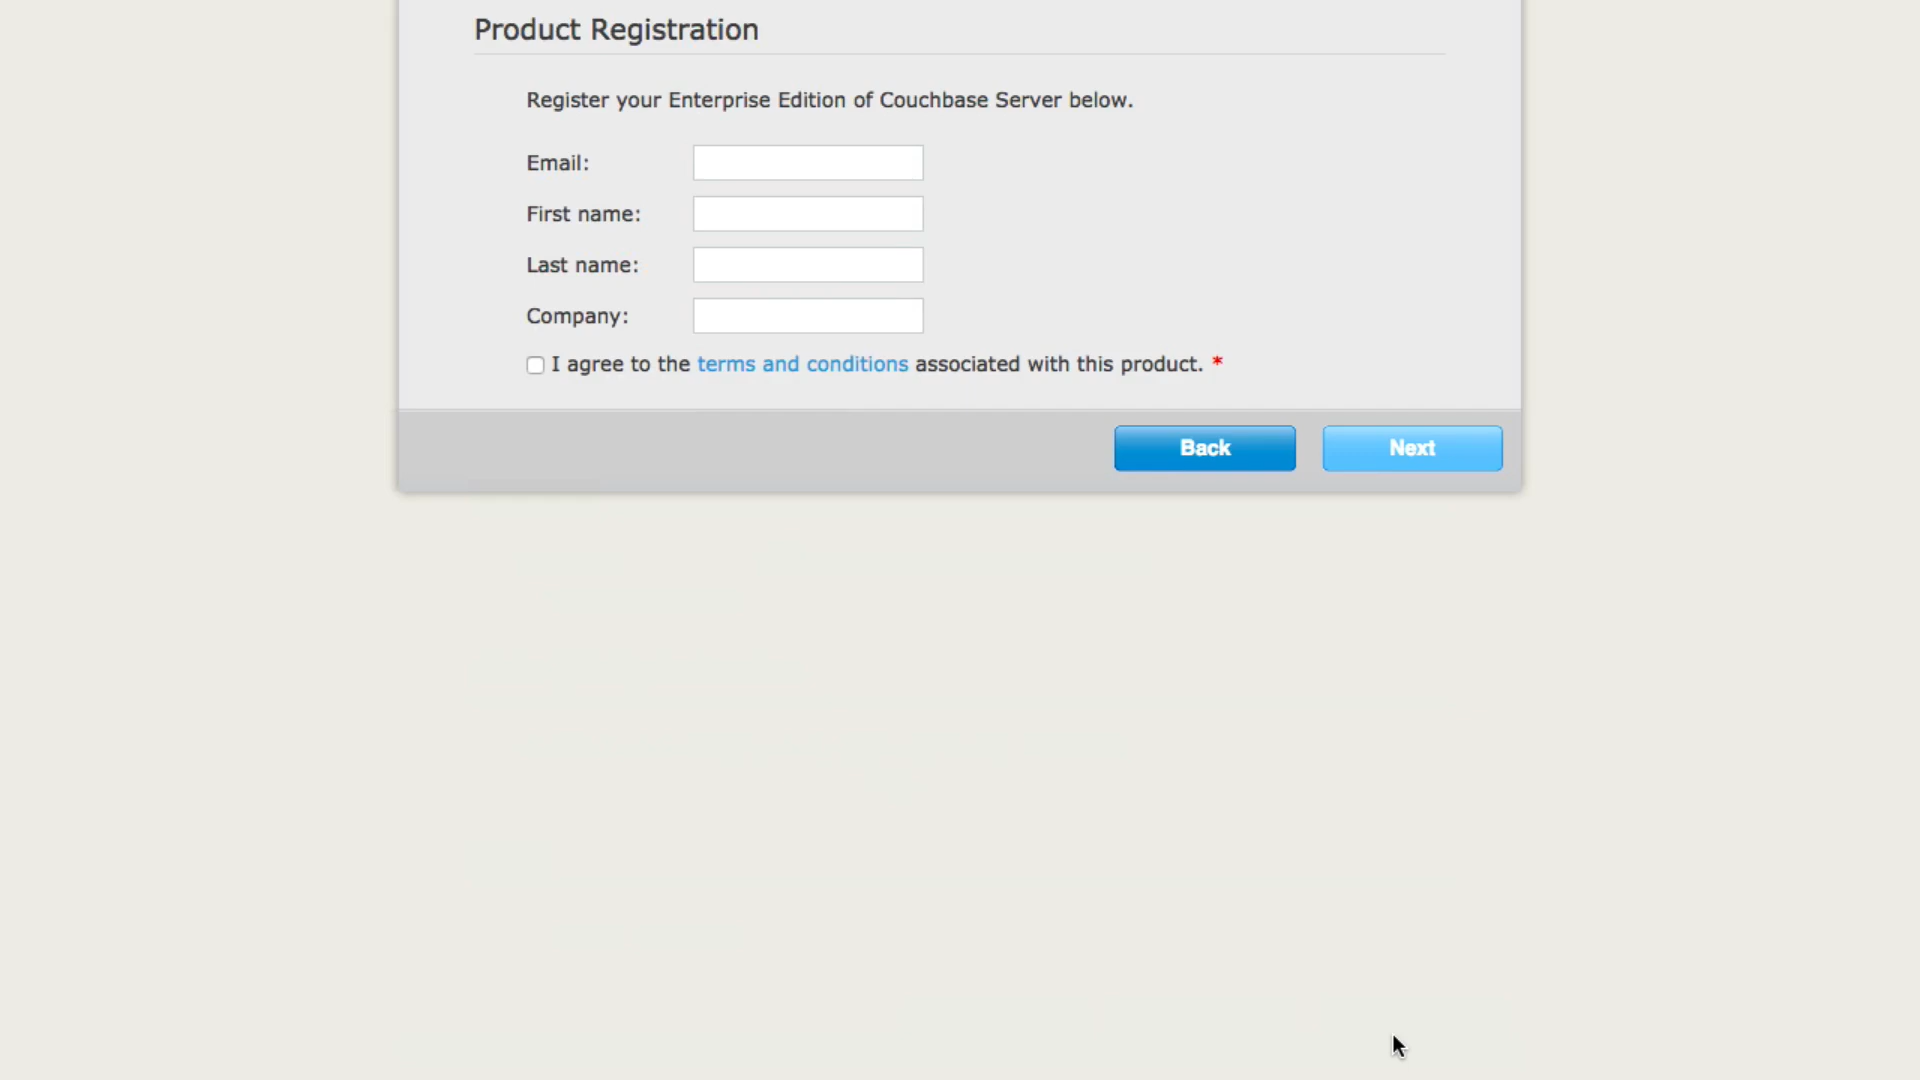 Product Registration
Register your Enterprise Edition of Couchbase Server below.
Email:
First name:
Last name:
Company:
I agree to the terms and conditions associated with this product. *
Back Next